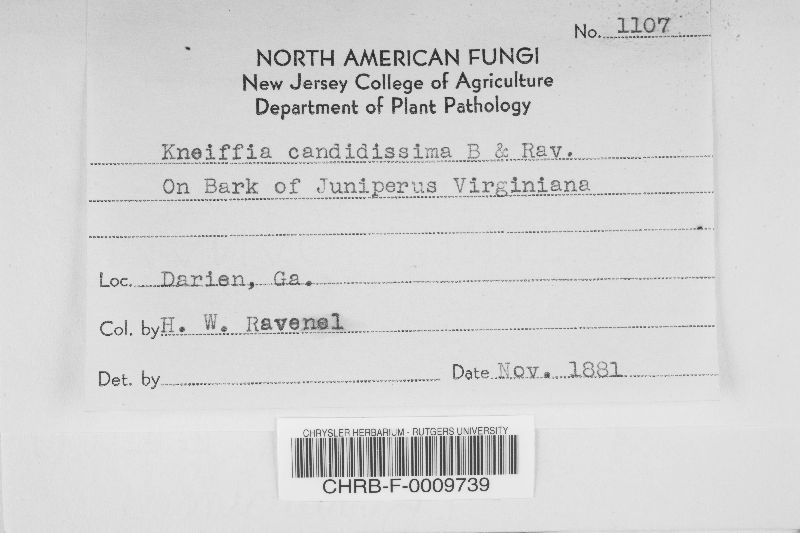 No. 1107
NORTH AMERICAN FUNGI
New Jersey College of Agriculture
Department of Plant Pathology
Kneiffia candidissima B & Rav.
On Bark of Juniperus Virginiana
Loc. Darien, Ga.
Col. by H. W. Ravenel
Det. by
Date Nov. 1881
CHRYSLER HERBARIUM - RUTGERS UNIVERSITY
CHRB-F-0009739